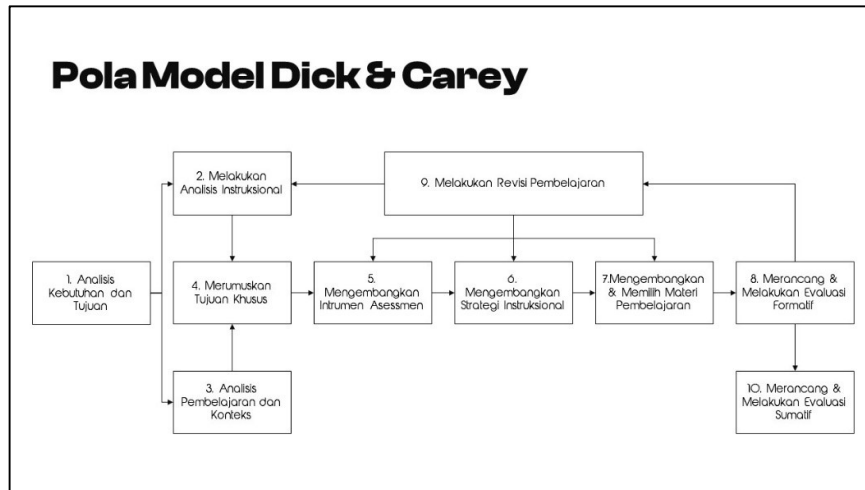 Pola Model Dick & Carey
2. Melakukan
Analisis Instruksional
9. Melakukan Revisi Pembelajaran
1. Analisis
Kebutuhan dan
Tujuan
4. Merumuskan
Tujuan Khusus
5.
Mengembangkan
Intrumen Asessmen
6.
Mengembangkan
Strategi Instruksional
7.Mengembangkan
& Memilih Materi
Pembelajaran
8. Merancang &
Melakukan Evaluasi
Formatif
3. Analisis
Pembelajaran dan
Konteks
10. Merancang &
Melakukan Evaluasi
Sumatif